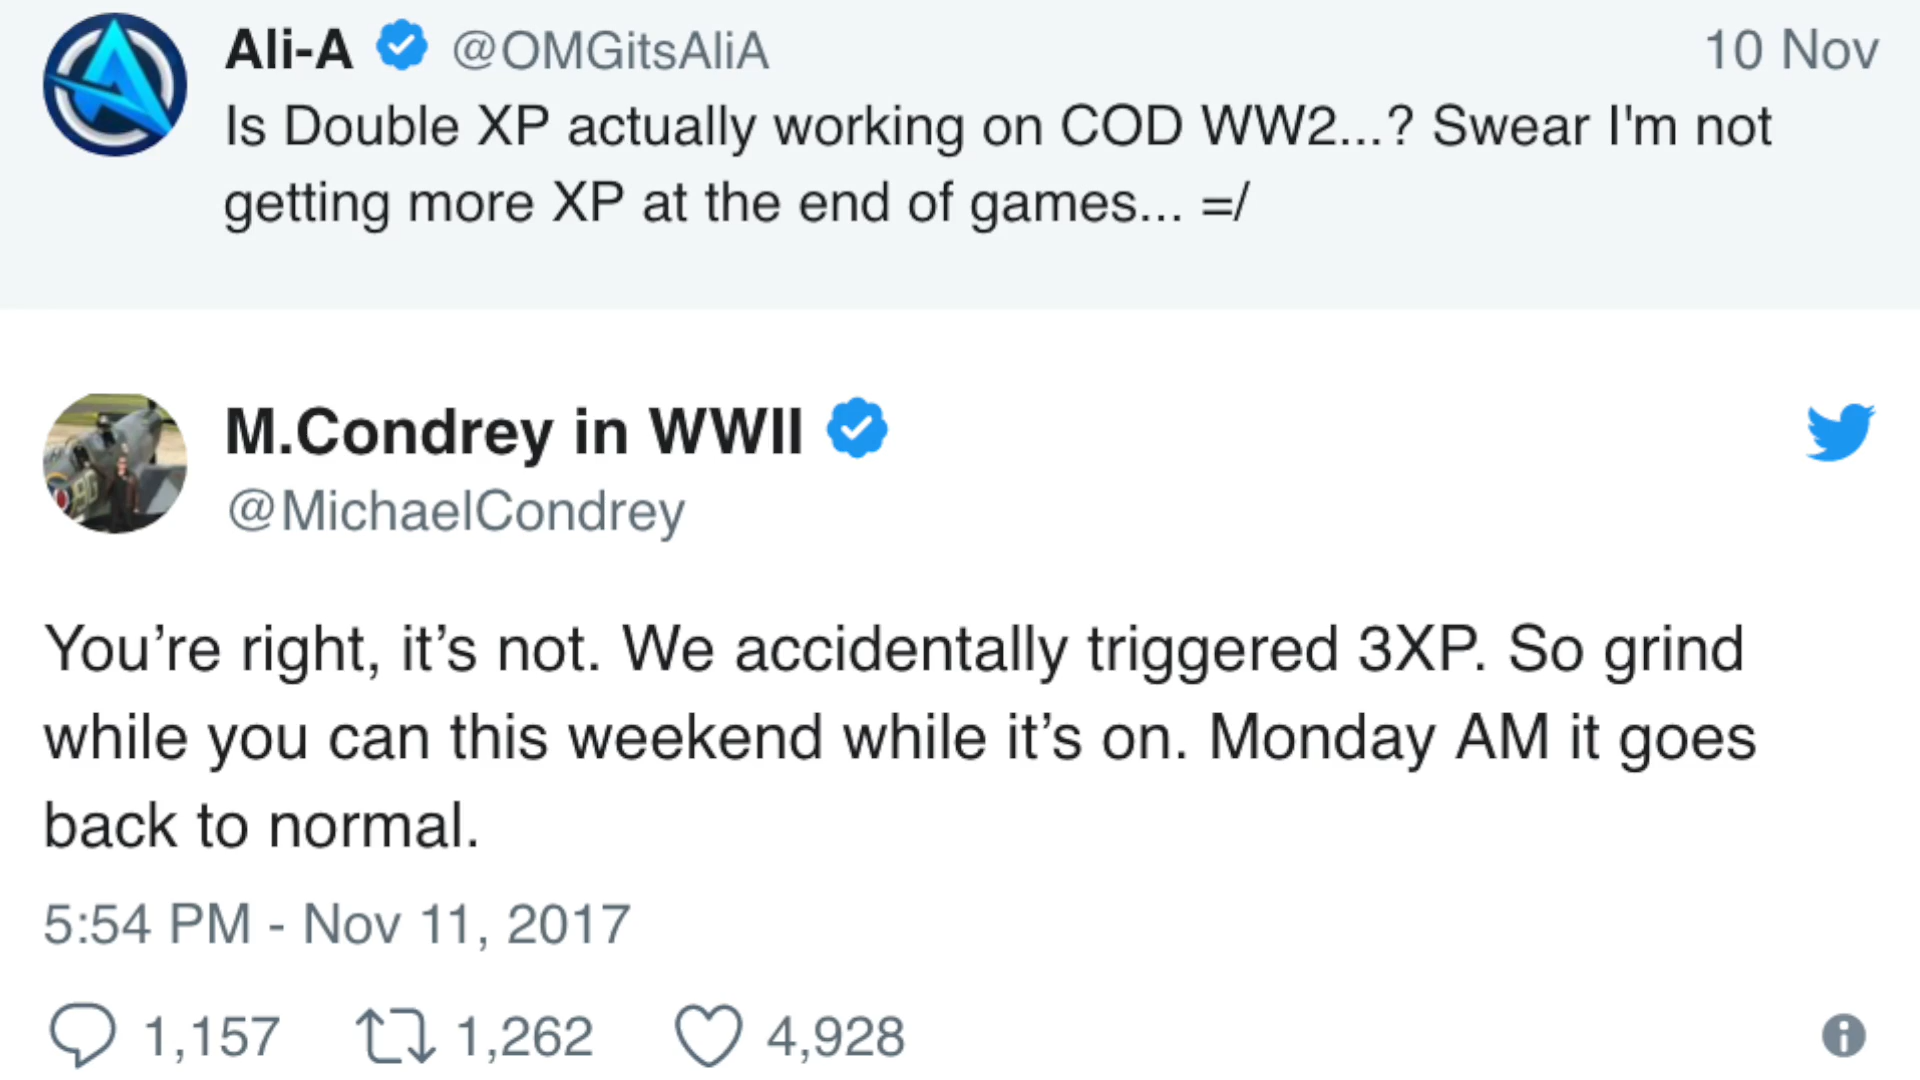 Ali-A @OMGitsAliA 10 Nov
Is Double XP actually working on COD WW2...? Swear I'm not
getting more XP at the end of games... =/
M.Condrey in WWII
@MichaelCondrey
You’re right, it’s not. We accidentally triggered 3XP. So grind
while you can this weekend while it’s on. Monday AM it goes
back to normal.
5:54 PM - Nov 11, 2017
1,157 1,262 4,928